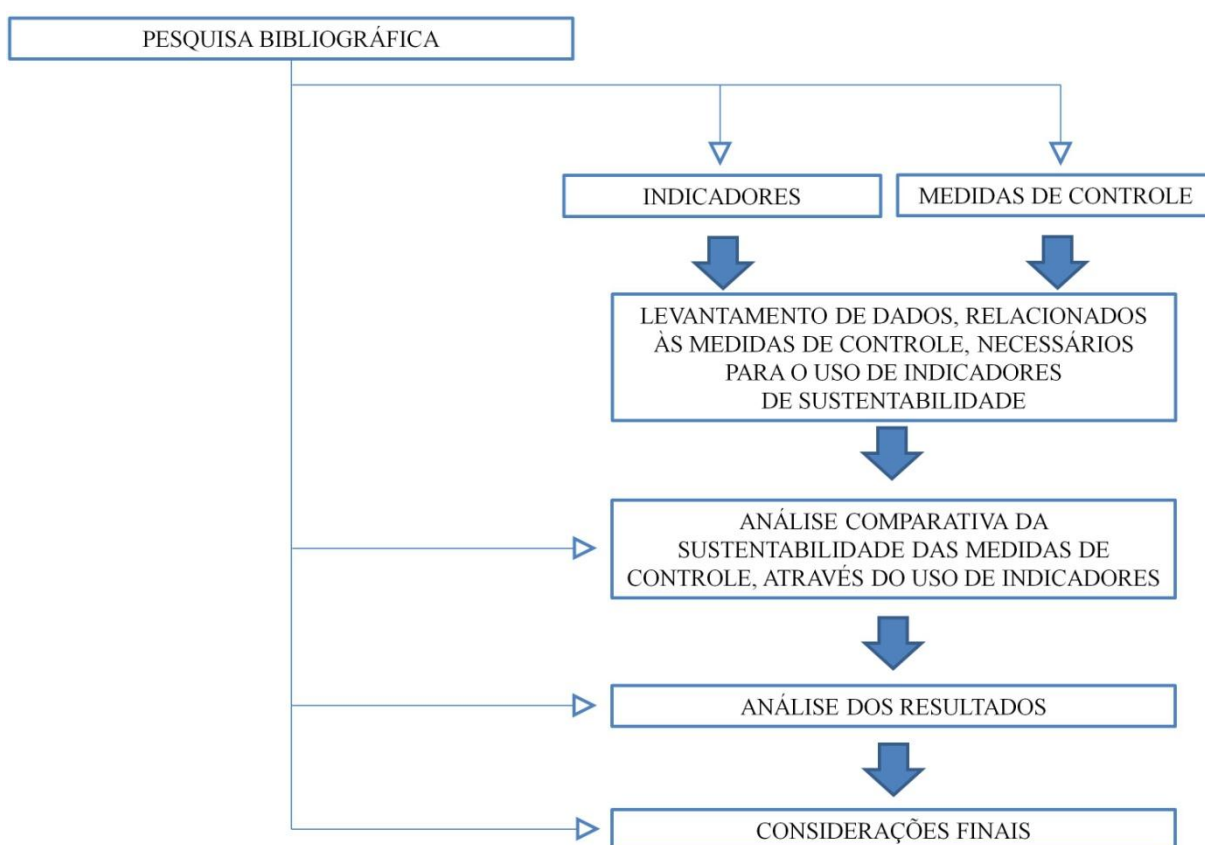 PESQUISA BIBLIOGRÁFICA
INDICADORES
MEDIDAS DE CONTROLE
LEVANTAMENTO DE DADOS, RELACIONADOS
ÀS MEDIDAS DE CONTROLE, NECESSÁRIOS
PARA O USO DE INDICADORES
DE SUSTENTABILIDADE
ANÁLISE COMPARATIVA DA
SUSTENTABILIDADE DAS MEDIDAS DE
CONTROLE, ATRAVÉS DO USO DE INDICADORES
ANÁLISE DOS RESULTADOS
CONSIDERAÇÕES FINAIS